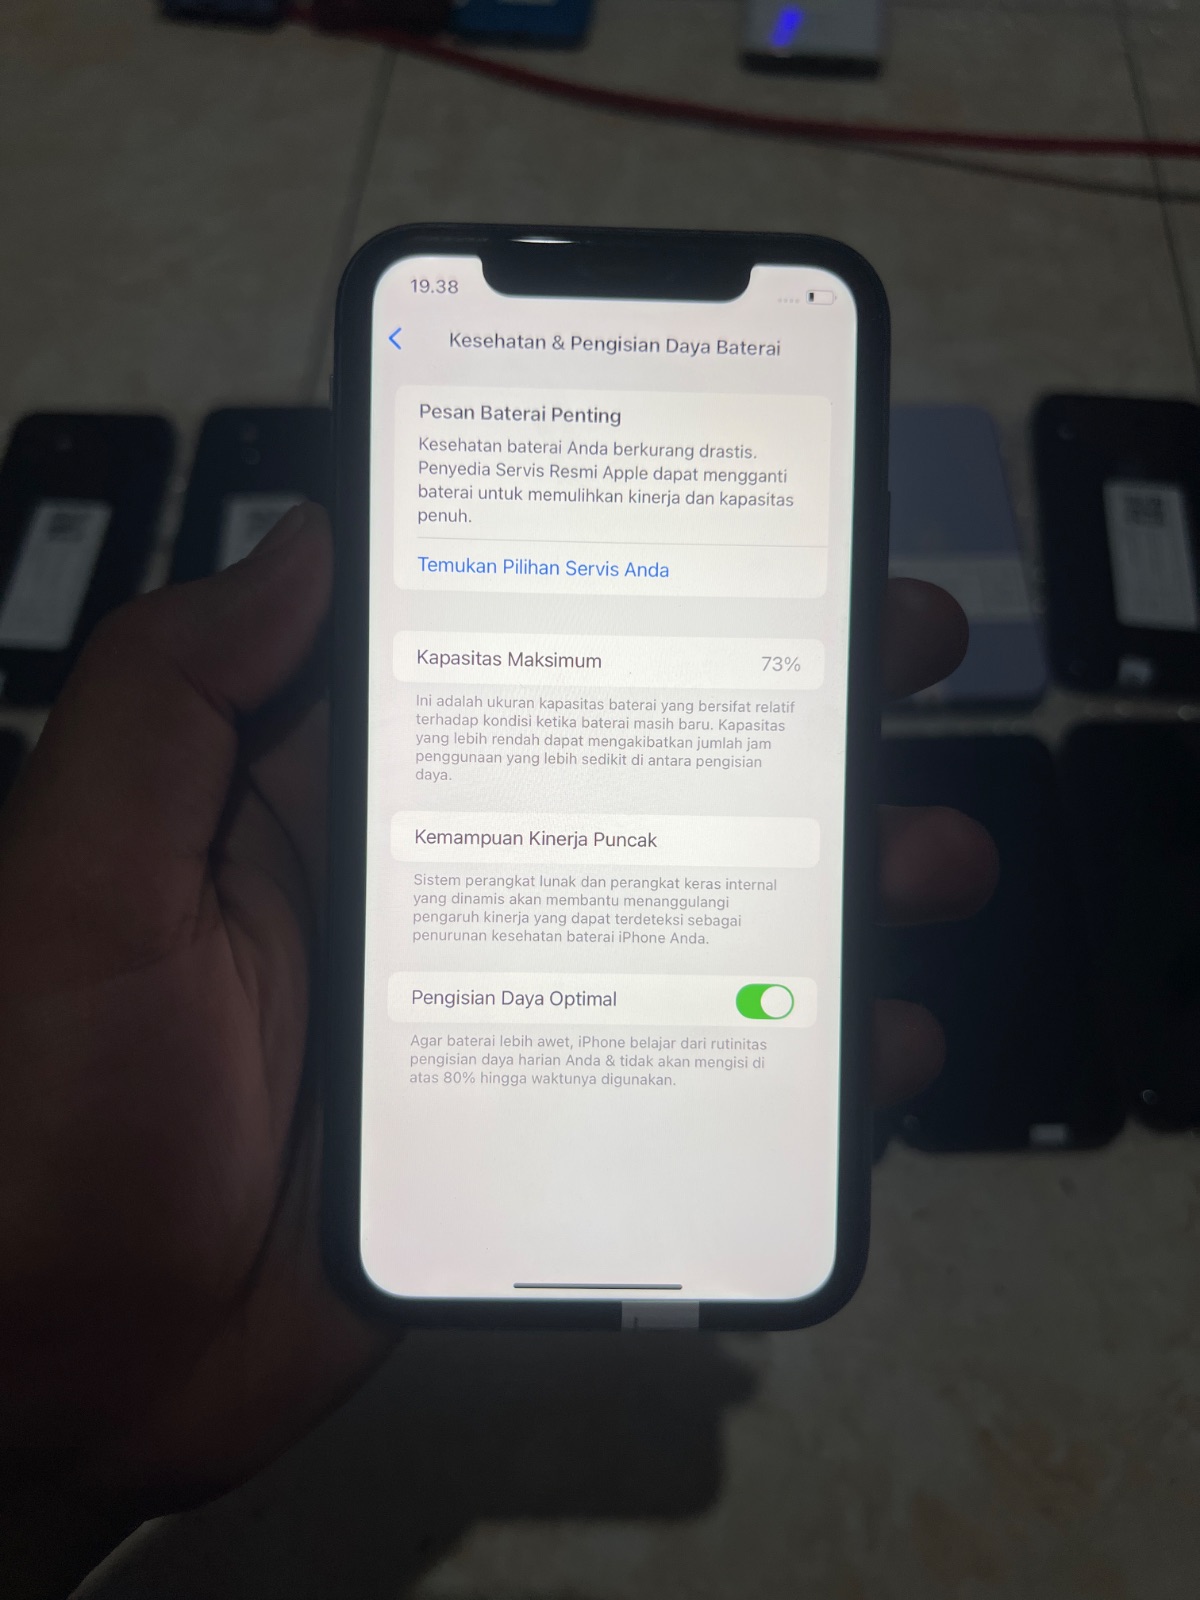 19.38
Kesehatan & Pengisian Daya Baterai
Pesan Baterai Penting
Kesehatan baterai Anda berkurang drastis.
Penyedia Servis Resmi Apple dapat mengganti
baterai untuk memulihkan kinerja dan kapasitas
penuh.
Temukan Pilihan Servis Anda
Kapasitas Maksimum 73%
Ini adalah ukuran kapasitas baterai yang bersifat relatif
terhadap kondisi ketika baterai masih baru. Kapasitas
yang lebih rendah dapat mengakibatkan jumlah jam
penggunaan yang lebih sedikit di antara pengisian
daya.
Kemampuan Kinerja Puncak
Sistem perangkat lunak dan perangkat keras internal
yang dinamis akan membantu menanggulangi
pengaruh kinerja yang dapat terdeteksi sebagai
penurunan kesehatan baterai iPhone Anda.
Pengisian Daya Optimal
Agar baterai lebih awet, iPhone belajar dari rutinitas
pengisian daya harian Anda & tidak akan mengisi di
atas 80% hingga waktunya digunakan.